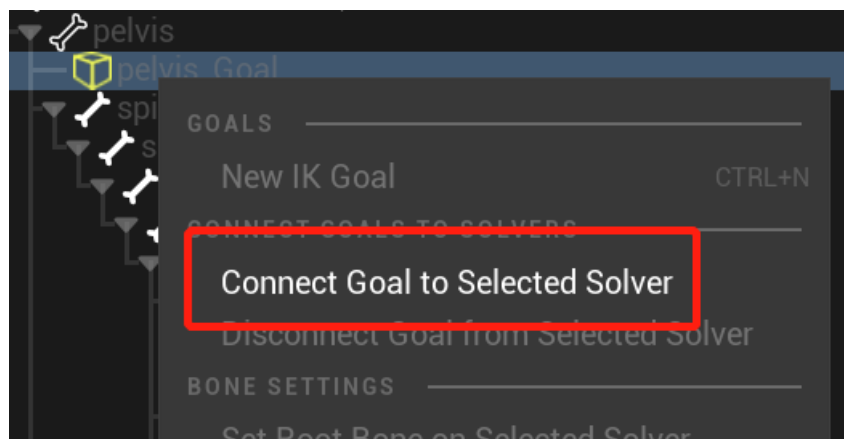 pelvis
pelvis_Goal
spi
s
GOALS
New IK Goal CTRL+N
CONNECT GOALS TO SOLVERS
Connect Goal to Selected Solver
Disconnect Goal from Selected Solver
BONE SETTINGS
Set Root Bone on Selected Solver